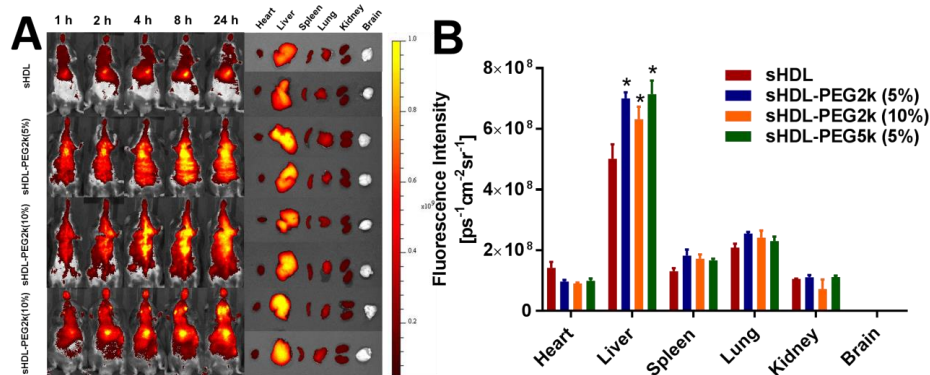 A
1 h 2 h 4 h 8 h 24 h
Heart Liver Spleen Lung Kidney Brain
sHDL
sHDL-PEG2k(5%)
sHDL-PEG2k(10%)
sHDL-PEG2k(10%)
1.0
0.8
0.6
x10⁹
0.4
0.2
B
Fluorescence Intensity
[ps⁻¹cm⁻²sr⁻¹]
8×10⁸
6×10⁸
4×10⁸
2×10⁸
0
* * *
sHDL
sHDL-PEG2k (5%)
sHDL-PEG2k (10%)
sHDL-PEG5k (5%)
Heart Liver Spleen Lung Kidney Brain